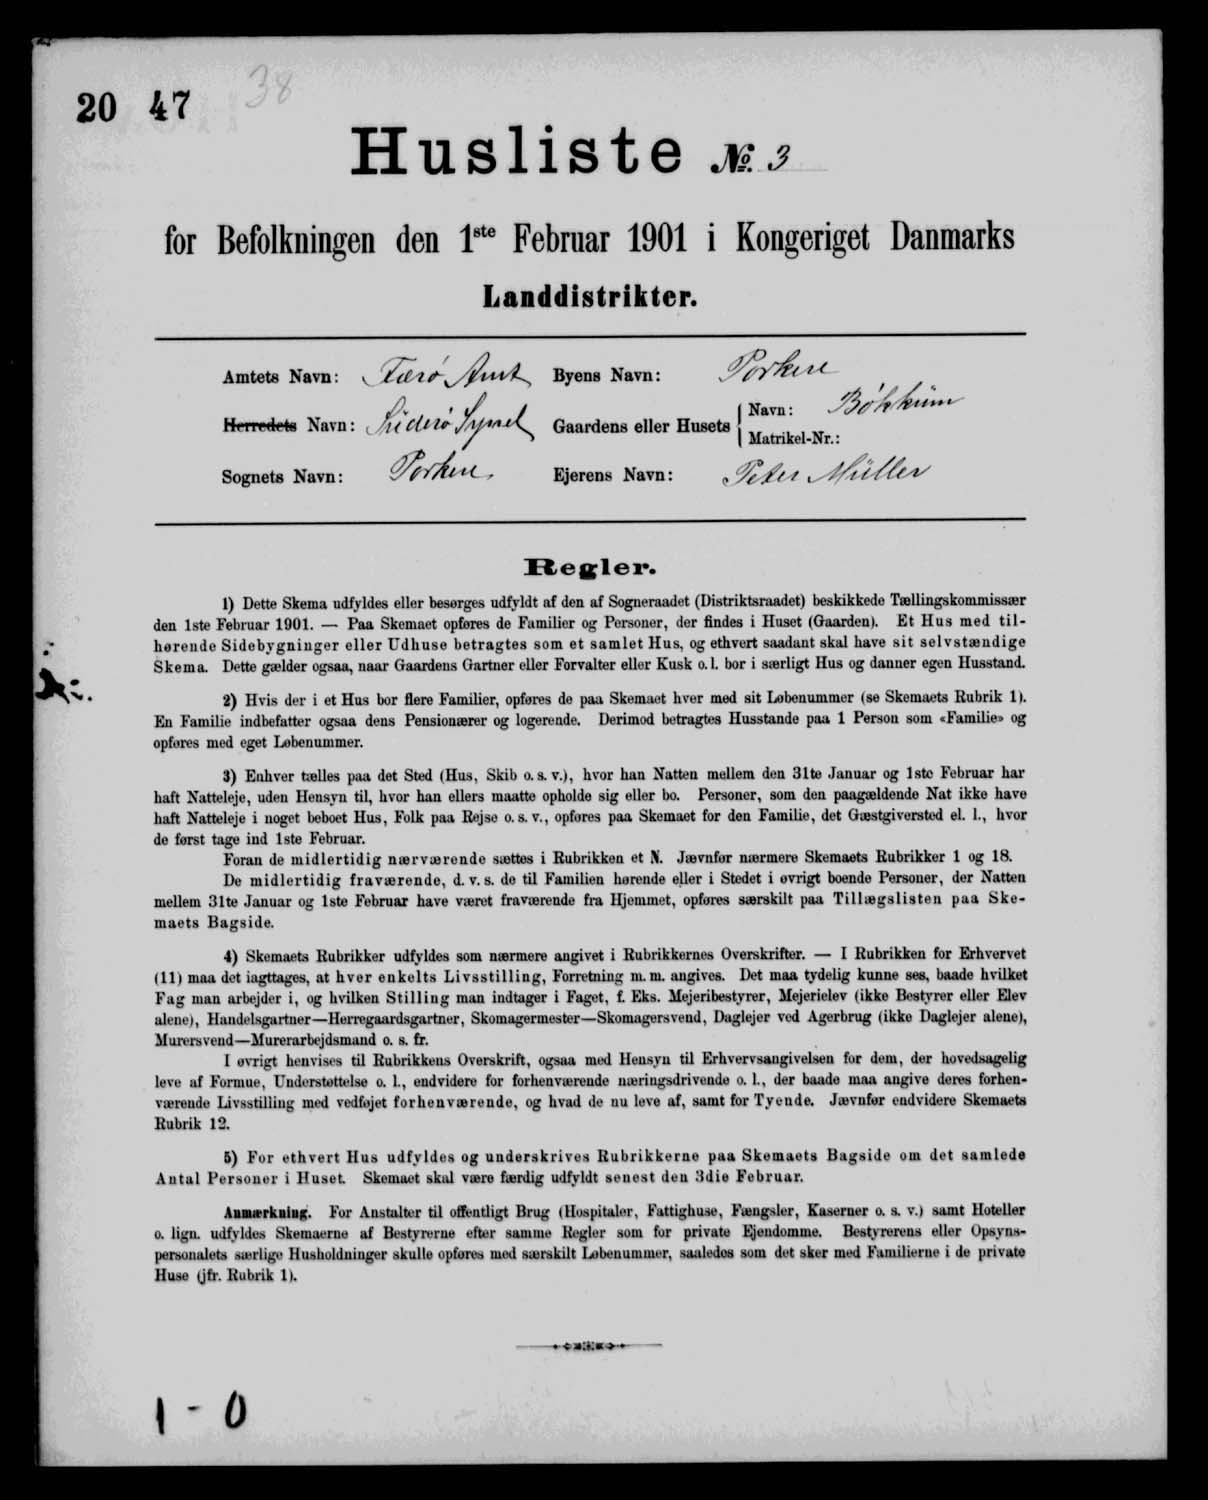 20 47 38
Husliste №. 3
for Befolkningen den 1ste Februar 1901 i Kongeriget Danmarks
Landdistrikter.
Amtets Navn: Færø Amt Byens Navn: Porkere
Herredets Navn: Süderø Syssel Gaardens eller Husets Navn: Bökküm
Matrikel-Nr.:
Sognets Navn: Porkere. Ejerens Navn: Peter Müller
Regler.
1) Dette Skema udfyldes eller besørges udfyldt af den af Sogneraadet (Distriktsraadet) beskikkede Tællingskommissær
den 1ste Februar 1901. — Paa Skemaet opføres de Familier og Personer, der findes i Huset (Gaarden). Et Hus med til-
hørende Sidebygninger eller Udhuse betragtes som et samlet Hus, og ethvert saadant skal have sit selvstændige
Skema. Dette gælder ogsaa, naar Gaardens Gartner eller Forvalter eller Kusk o. l. bor i særligt Hus og danner egen Husstand.
2) Hvis der i et Hus bor flere Familier, opføres de paa Skemaet hver med sit Løbenummer (se Skemaets Rubrik 1).
En Familie indbefatter ogsaa dens Pensionærer og logerende. Derimod betragtes Husstande paa 1 Person som «Familie» og
opføres med eget Løbenummer.
3) Enhver tælles paa det Sted (Hus, Skib o. s. v.), hvor han Natten mellem den 31te Januar og 1ste Februar har
haft Natteleje, uden Hensyn til, hvor han ellers maatte opholde sig eller bo. Personer, som den paagældende Nat ikke have
haft Natteleje i noget beboet Hus, Folk paa Rejse o. s. v., opføres paa Skemaet for den Familie, det Gæstgiversted el. l., hvor
de først tage ind 1ste Februar.
Foran de midlertidig nærværende sættes i Rubrikken et N. Jævnfør nærmere Skemaets Rubrikker 1 og 18.
De midlertidig fraværende, d. v. s. de til Familien hørende eller i Stedet i øvrigt boende Personer, der Natten
mellem 31te Januar og 1ste Februar have været fraværende fra Hjemmet, opføres særskilt paa Tillægslisten paa Ske-
maets Bagside.
4) Skemaets Rubrikker udfyldes som nærmere angivet i Rubrikkernes Overskrifter. — I Rubrikken for Erhvervet
(11) maa det iagttages, at hver enkelts Livsstilling, Forretning m. m. angives. Det maa tydelig kunne ses, baade hvilket
Fag man arbejder i, og hvilken Stilling man indtager i Faget, f. Eks. Mejeribestyrer, Mejerielev (ikke Bestyrer eller Elev
alene), Handelsgartner—Herregaardsgartner, Skomagermester—Skomagersvend, Daglejer ved Agerbrug (ikke Daglejer alene),
Murersvend—Murerarbejdsmand o. s. fr.
I øvrigt henvises til Rubrikkens Overskrift, ogsaa med Hensyn til Erhvervsangivelsen for dem, der hovedsagelig
leve af Formue, Understøttelse o. l., endvidere for forhenværende næringsdrivende o. l., der baade maa angive deres forhen-
værende Livsstilling med vedføjet forhenværende, og hvad de nu leve af, samt for Tyende. Jævnfør endvidere Skemaets
Rubrik 12.
5) For ethvert Hus udfyldes og underskrives Rubrikkerne paa Skemaets Bagside om det samlede
Antal Personer i Huset. Skemaet skal være færdig udfyldt senest den 3die Februar.
Anmærkning. For Anstalter til offentligt Brug (Hospitaler, Fattighuse, Fængsler, Kaserner o. s. v.) samt Hoteller
o. lign. udfyldes Skemaerne af Bestyrerne efter samme Regler som for private Ejendomme. Bestyrerens eller Opsyns-
personalets særlige Husholdninger skulle opføres med særskilt Løbenummer, saaledes som det sker med Familierne i de private
Huse (jfr. Rubrik 1).
1 - 0